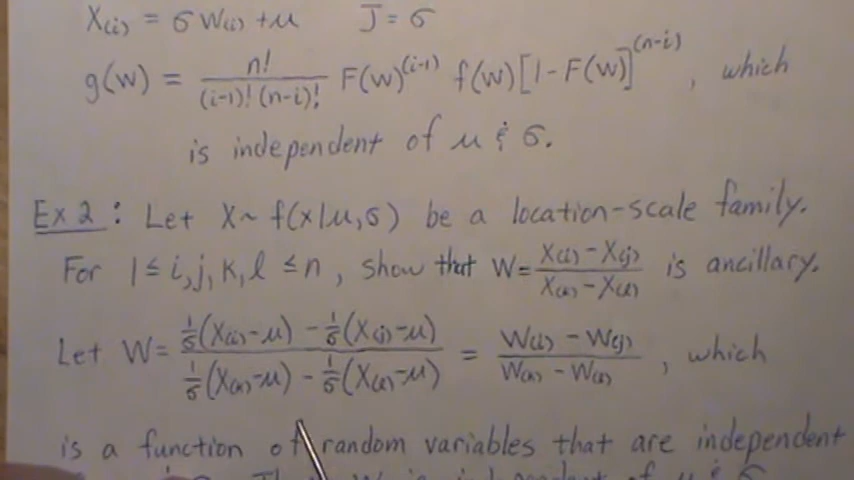 X(i) = σ W(i) + μ   J = σ
g(w) = n! / (i-1)! (n-i)! F(w)^(i-1) f(w) [1 - F(w)]^(n-i) , which
is independent of μ & σ.
Ex 2 : Let X ~ f(x|μ,σ) be a location-scale family.
For 1 ≤ i,j,k,l ≤ n , show that W = X(i) - X(j) / X(k) - X(l) is ancillary.
Let W = 1/σ (X(i) - μ) - 1/σ (X(j) - μ) / 1/σ (X(k) - μ) - 1/σ (X(l) - μ) = W(i) - W(j) / W(k) - W(l) , which
is a function of random variables that are independent
of μ & σ